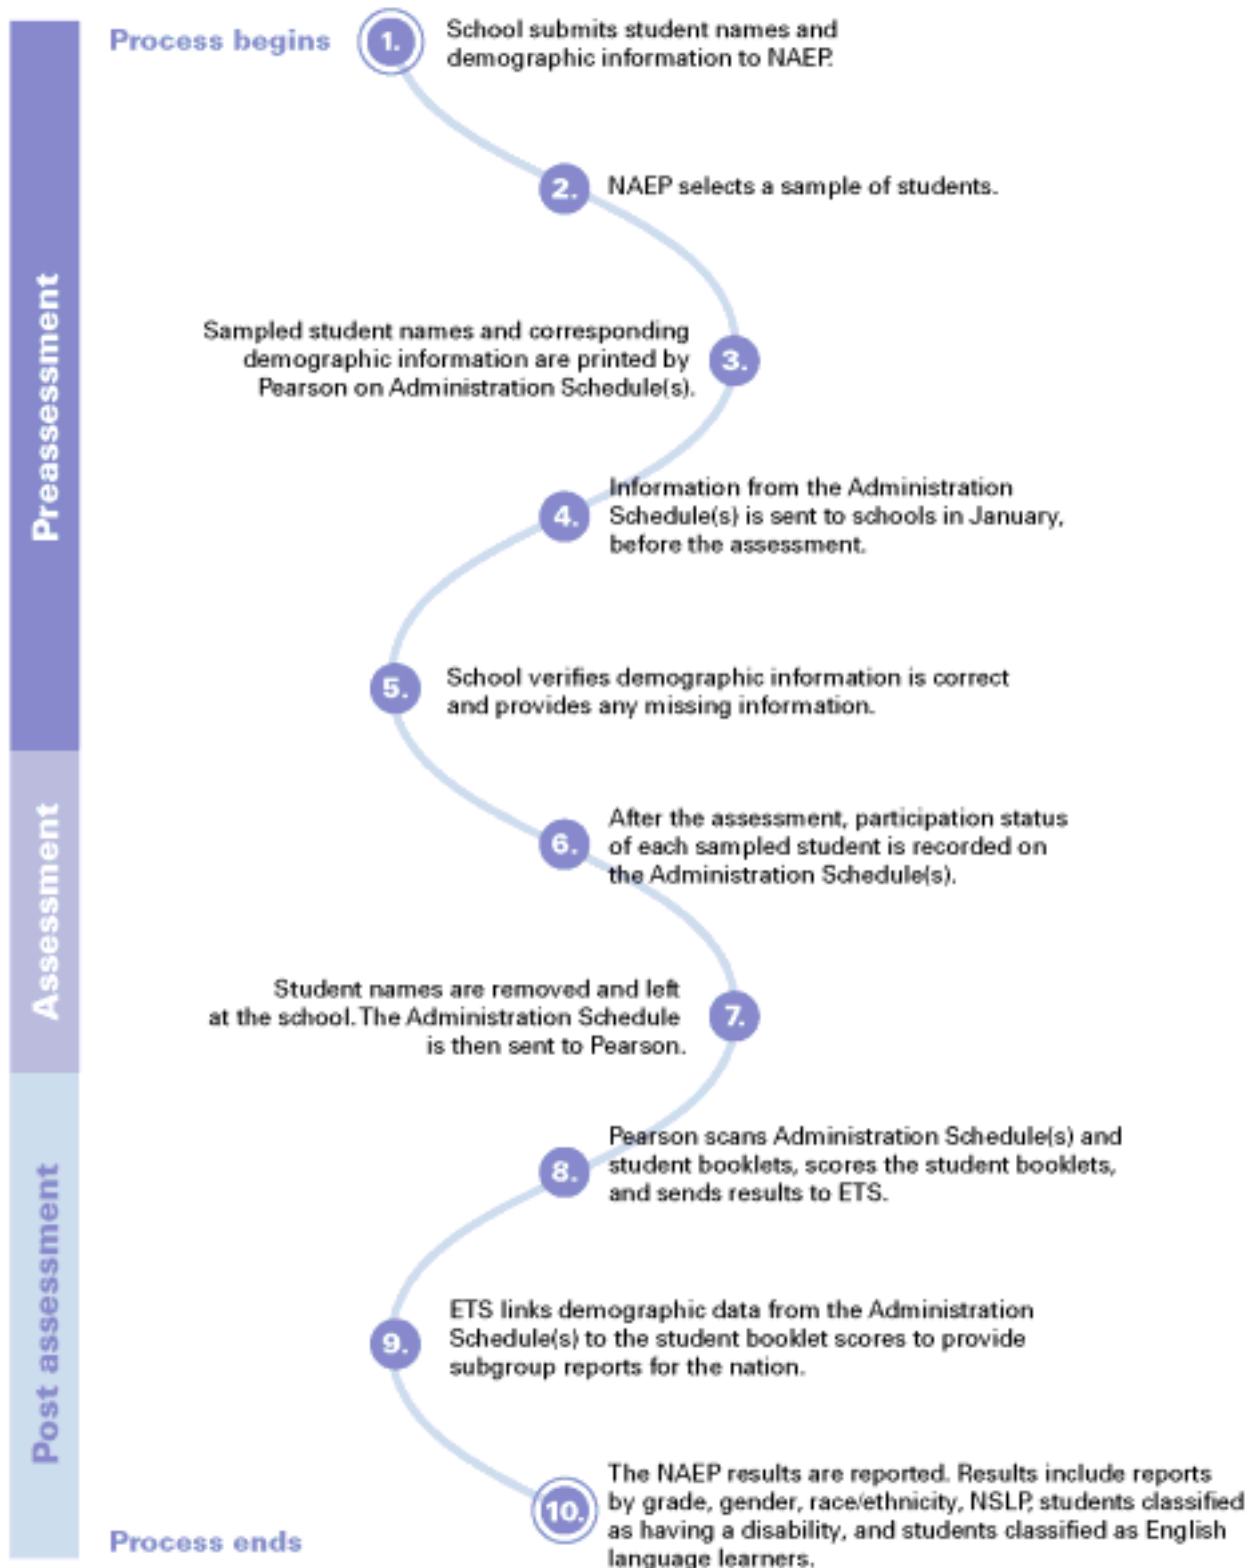 Process begins
1.
School submits student names and
demographic information to NAEP.
2.
NAEP selects a sample of students.
Sampled student names and corresponding
demographic information are printed by
Pearson on Administration Schedule(s).
3.
4.
Information from the Administration
Schedule(s) is sent to schools in January,
before the assessment.
Preassessment
5.
School verifies demographic information is correct
and provides any missing information.
6.
After the assessment, participation status
of each sampled student is recorded on
the Administration Schedule(s).
Assessment
Student names are removed and left
at the school. The Administration Schedule
is then sent to Pearson.
7.
8.
Pearson scans Administration Schedule(s) and
student booklets, scores the student booklets,
and sends results to ETS.
Post assessment
9.
ETS links demographic data from the Administration
Schedule(s) to the student booklet scores to provide
subgroup reports for the nation.
10.
The NAEP results are reported. Results include reports
by grade, gender, race/ethnicity, NSLP, students classified
as having a disability, and students classified as English
language learners.
Process ends